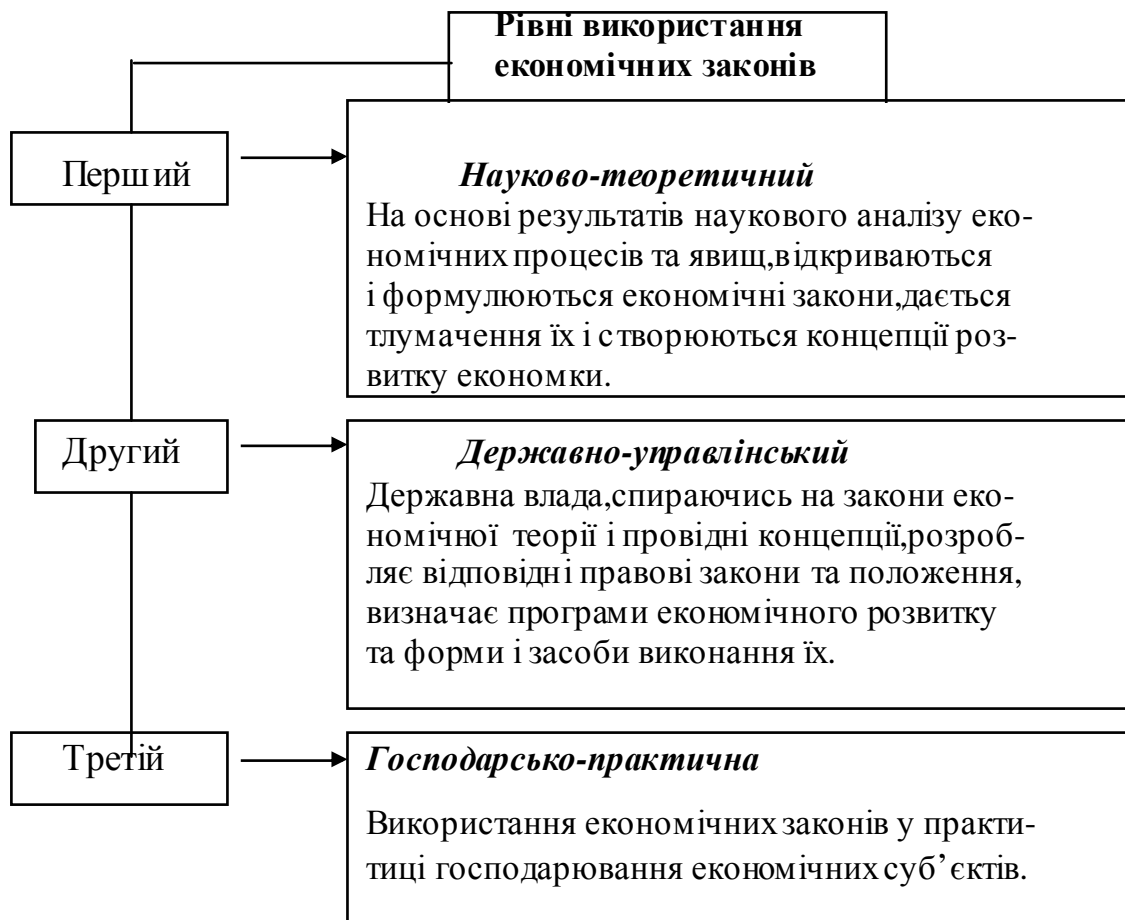 Рівні використання
економічних законів
Перший
Науково-теоретичний
На основі результатів наукового аналізу еко-
номічних процесів та явищ,відкриваються
і формулюються економічні закони,дається
тлумачення їх і створюються концепції роз-
витку економки.
Другий
Державно-управлінський
Державна влада,спираючись на закони еко-
номічної теорії і провідні концепції,розроб-
ляє відповідні правові закони та положення,
визначає програми економічного розвитку
та форми і засоби виконання їх.
Третій
Господарсько-практична
Використання економічних законів у практи-
тиці господарювання економічних суб’єктів.